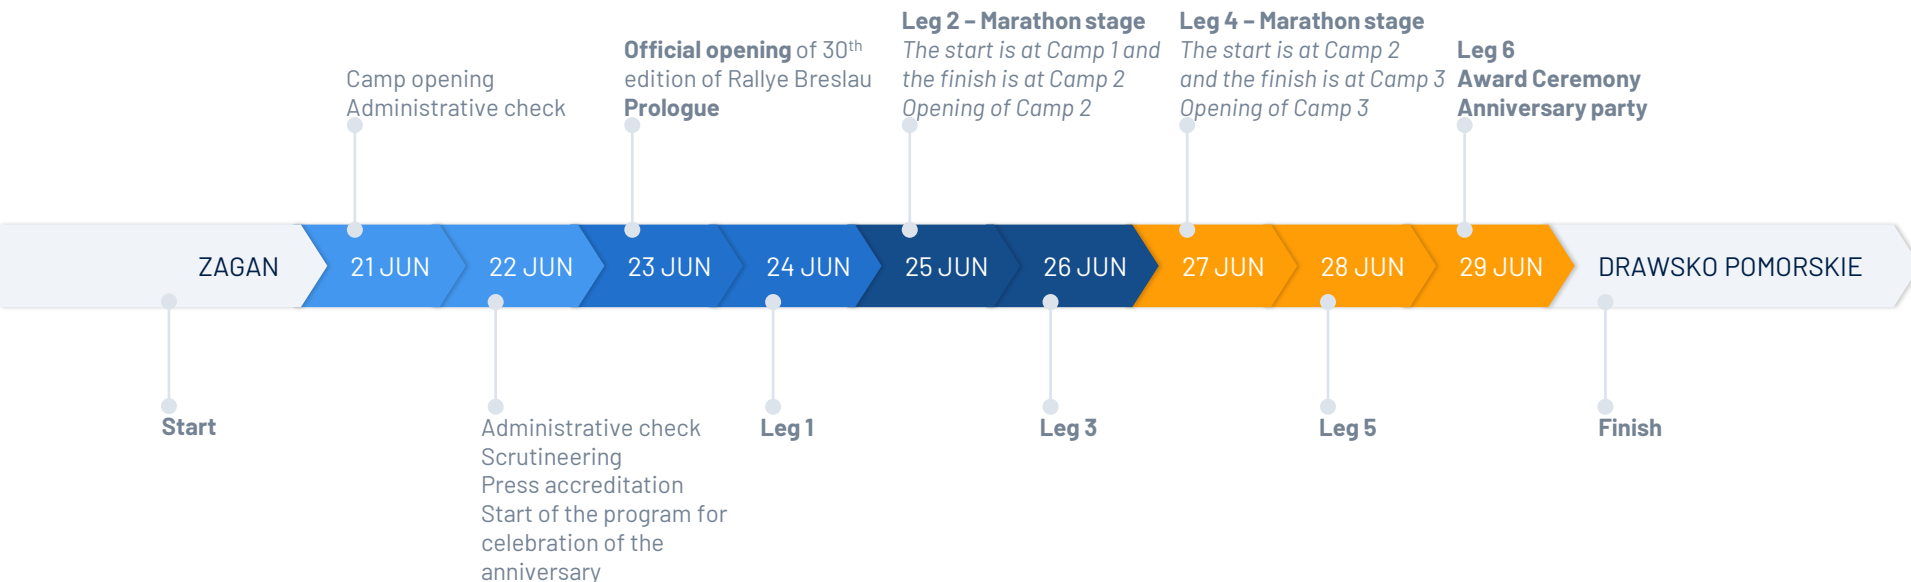 Camp opening
Administrative check
Official opening of 30th
edition of Rallye Breslau
Prologue
Leg 2 – Marathon stage
The start is at Camp 1 and
the finish is at Camp 2
Opening of Camp 2
Leg 4 – Marathon stage
The start is at Camp 2
and the finish is at Camp 3
Opening of Camp 3
Leg 6
Award Ceremony
Anniversary party
ZAGAN
21 JUN
22 JUN
23 JUN
24 JUN
25 JUN
26 JUN
27 JUN
28 JUN
29 JUN
DRAWSKO POMORSKIE
Start
Administrative check
Scrutineering
Press accreditation
Start of the program for
celebration of the
anniversary
Leg 1
Leg 3
Leg 5
Finish